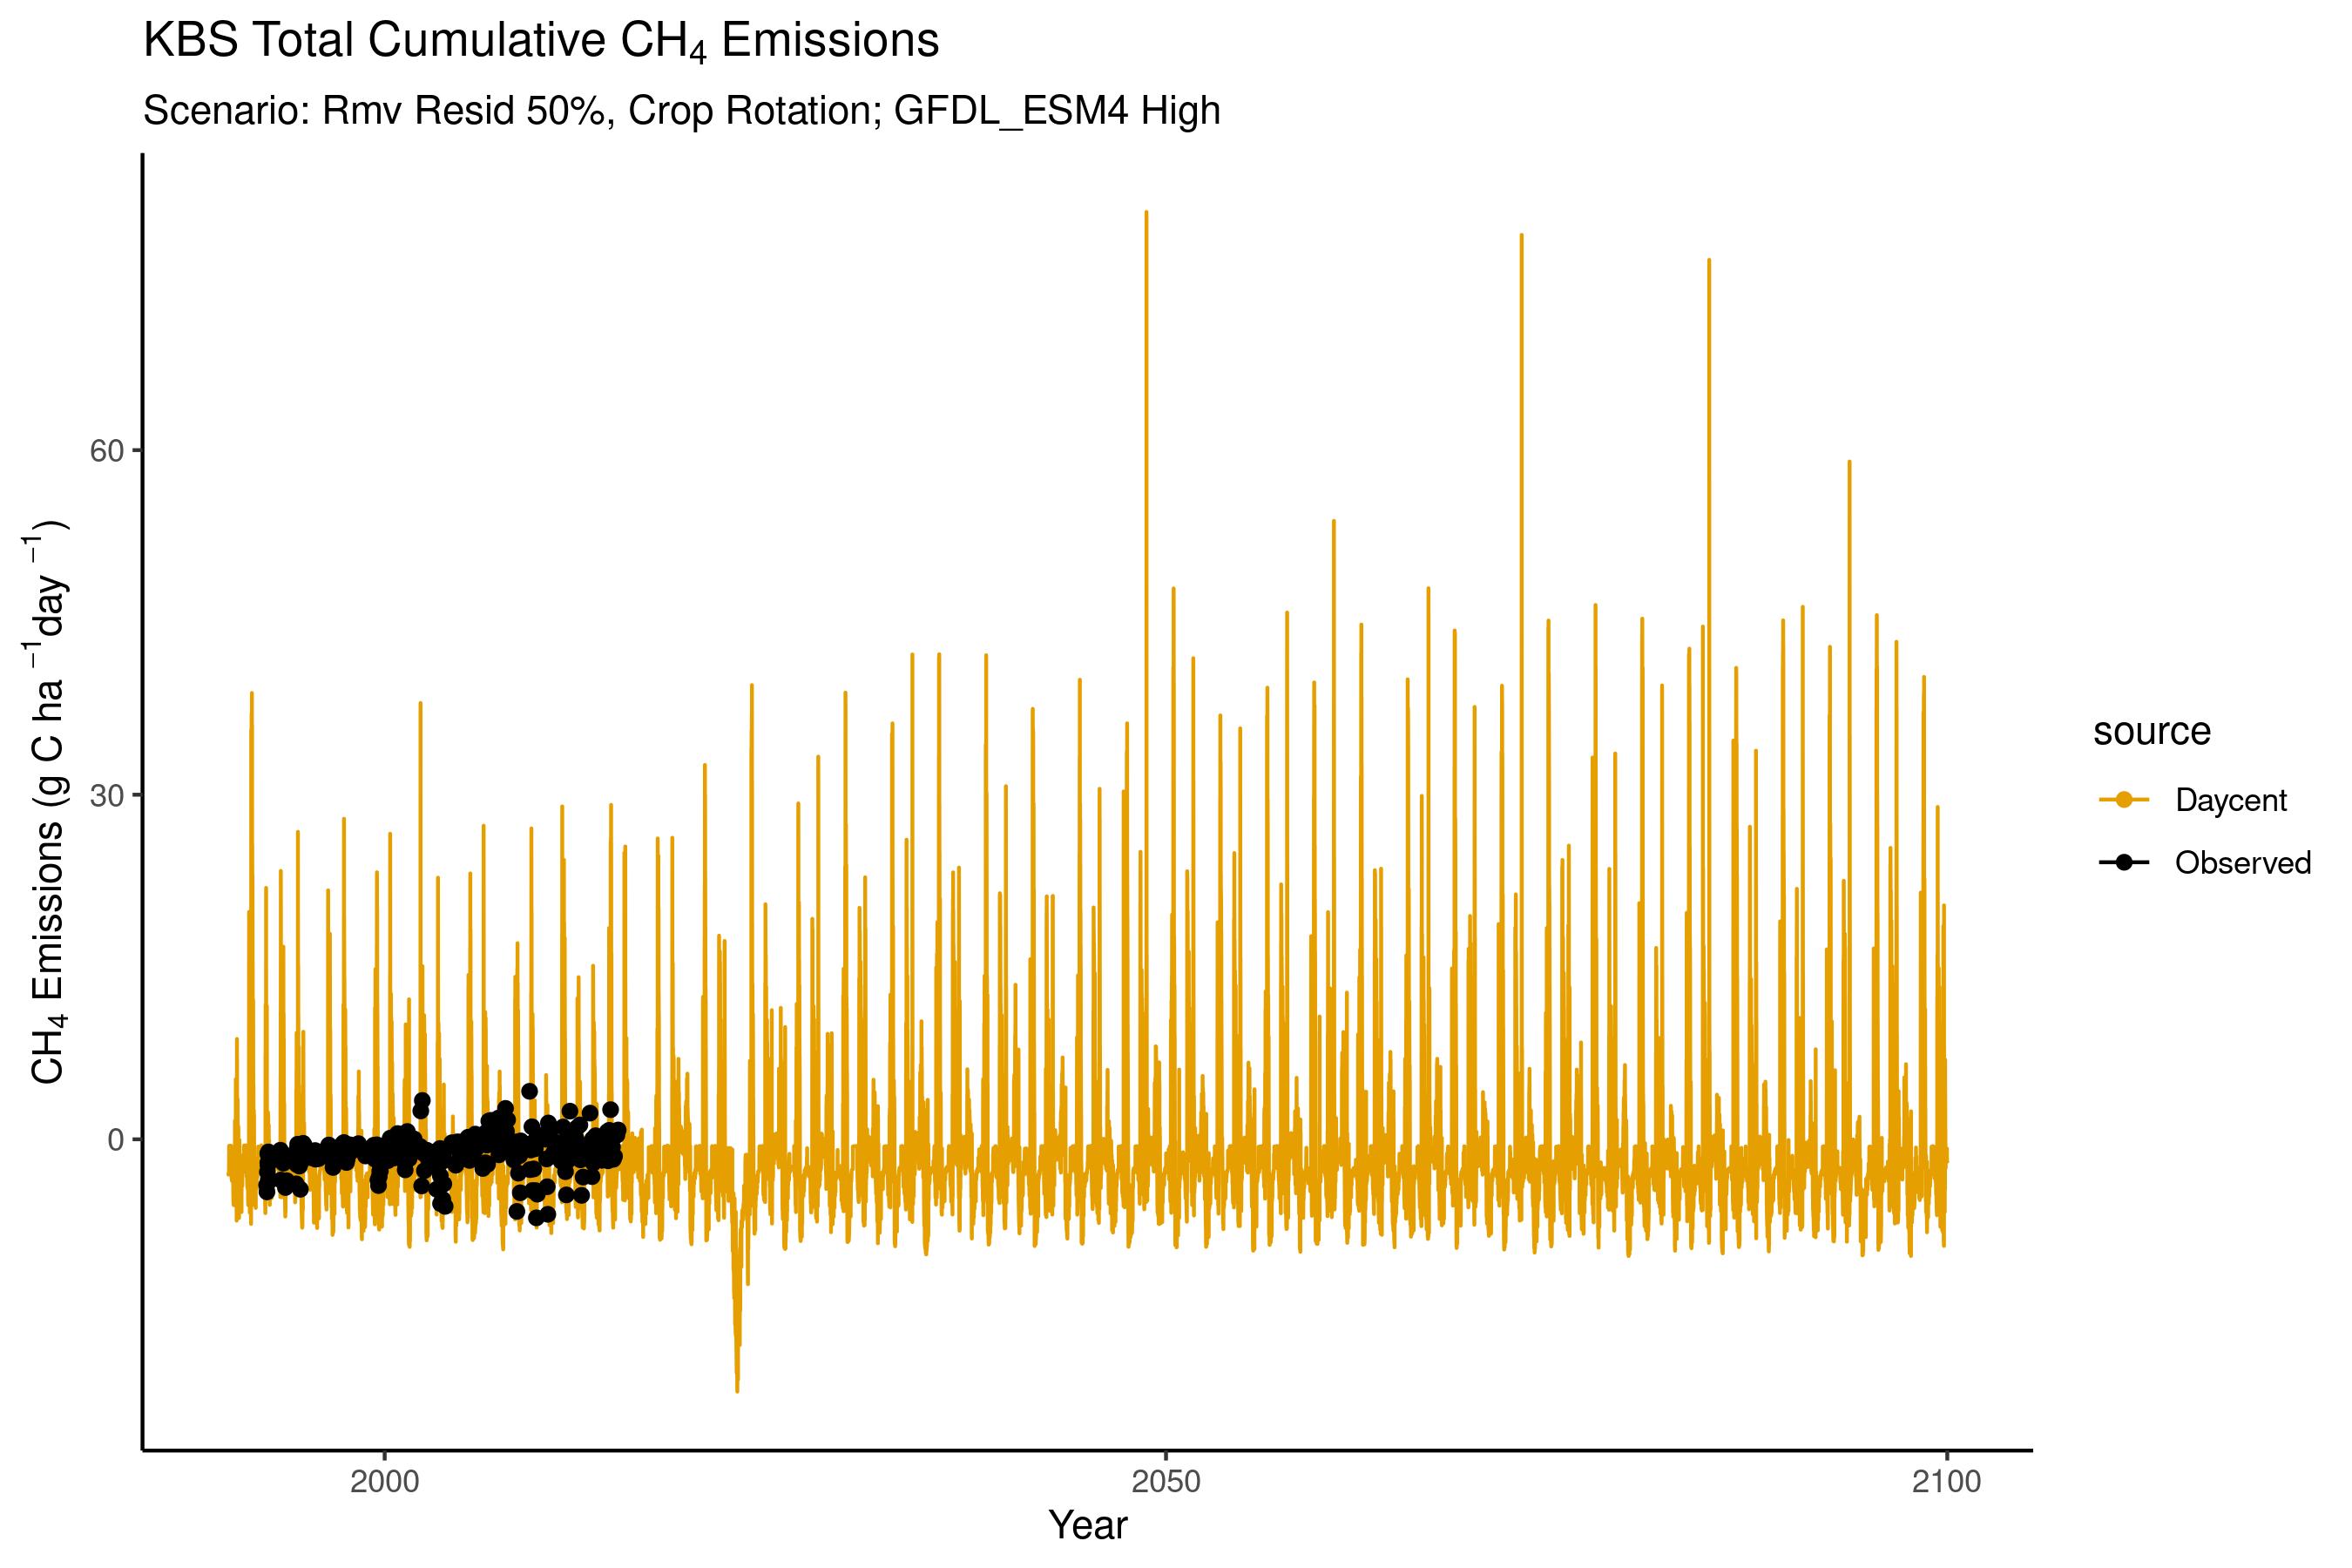 KBS Total Cumulative CH₄ Emissions
Scenario: Rmv Resid 50%, Crop Rotation; GFDL_ESM4 High
CH₄ Emissions (g C ha ⁻¹day ⁻¹)
60
30
0
2000
2050
2100
Year
source
Daycent
Observed